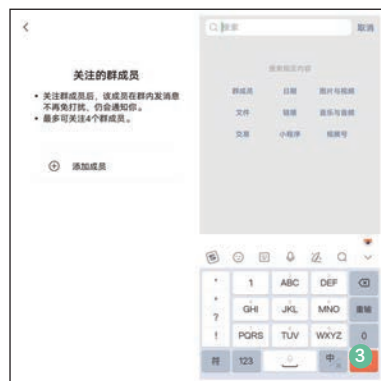 关注的群成员
• 关注群成员后，该成员在群内发消息
不再免打扰，仍会通知你。
• 最多可关注4个群成员。
添加成员
搜索
取消
搜索指定内容
群成员 日期 图片与视频
文件 链接 音乐与音频
交易 小程序 视频号
1 ABC DEF
GHI JKL MNO 重输
? PQRS TUV WXYZ 0
!
符 123 中 3